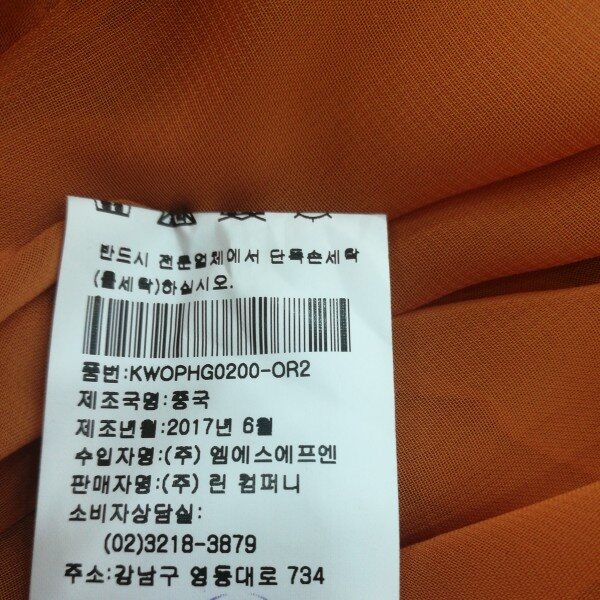 반드시 전문업체에서 단독손세탁
(물세탁)하십시오.
품번:KWOPHG0200-OR2
제조국명:중국
제조년월:2017년 6월
수입자명:(주) 엠에스에프엔
판매자명:(주) 린 컴퍼니
소비자상담실:
(02)3218-3879
주소:강남구 영동대로 734